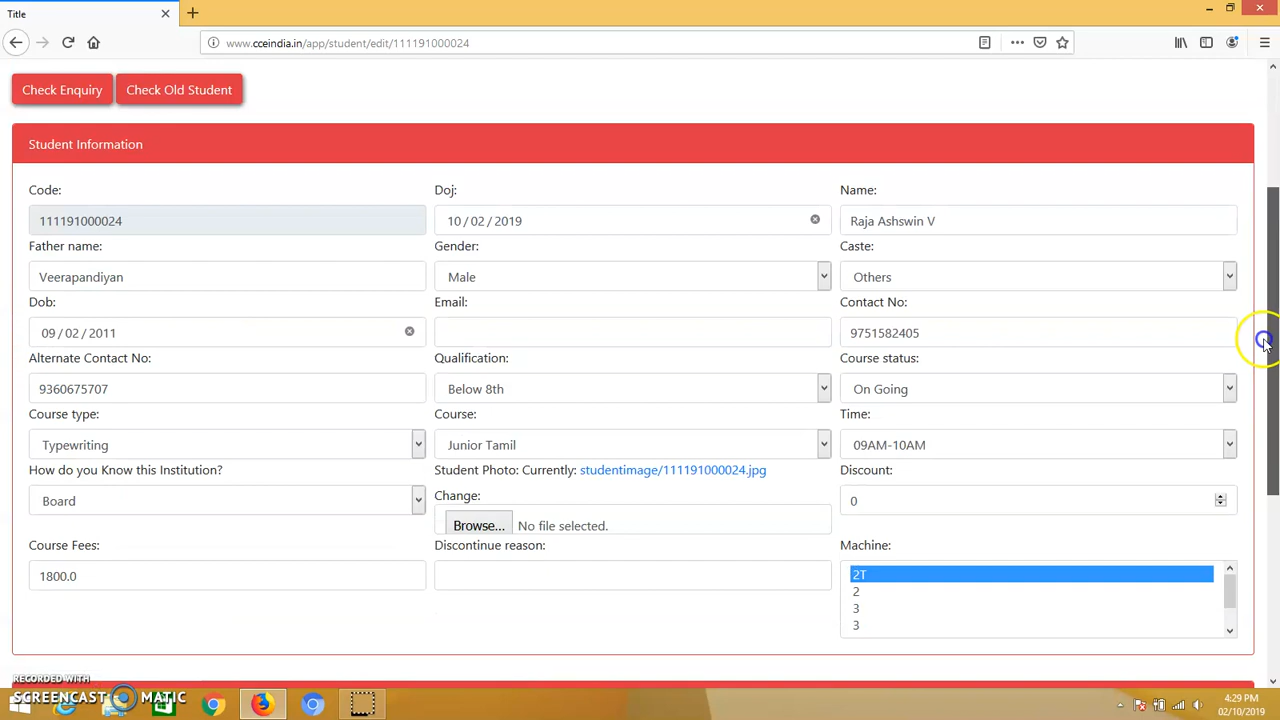 Title
www.cceindia.in/app/student/edit/111191000024
Check Enquiry Check Old Student
Student Information
Code: Doj: Name:
111191000024 10 / 02 / 2019 Raja Ashswin V
Father name: Gender: Caste:
Veerapandiyan Male Others
Dob: Email: Contact No:
09 / 02 / 2011 9751582405
Alternate Contact No: Qualification: Course status:
9360675707 Below 8th On Going
Course type: Course: Time:
Typewriting Junior Tamil 09AM-10AM
How do you Know this Institution? Student Photo: Currently: studentimage/111191000024.jpg Discount:
Board Change: 0
Browse... No file selected.
Course Fees: Discontinue reason: Machine:
1800.0 2T
2
3
3
RECORDED WITH
SCREENCAST MATIC
4:29 PM
02/10/2019